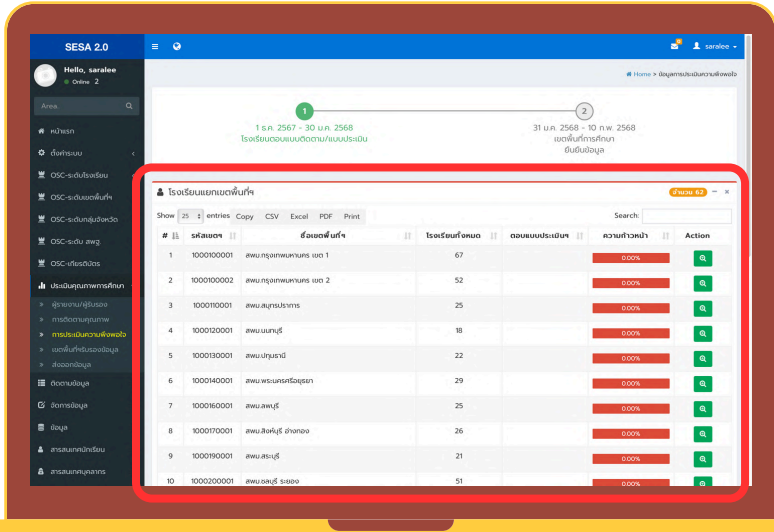 SESA 2.0
saralee
Hello, saralee
Online 2
Home > ข้อมูลการประเมินความพึงพอใจ
Area.
1
2
1 ธ.ค. 2567 - 30 ม.ค. 2568
31 ม.ค. 2568 - 10 ก.พ. 2568
โรงเรียนตอบแบบติดตาม/แบบประเมิน
เขตพื้นที่การศึกษา
ยืนยันข้อมูล
หน้าแรก
ตั้งค่าระบบ
OSC-ระดับโรงเรียน
OSC-ระดับเขตพื้นที่ฯ
OSC-ระดับกลุ่มจังหวัด
OSC-ระดับ สพฐ.
OSC-เกียรติบัตร
ประเมินคุณภาพการศึกษา
ผู้รายงาน/ผู้รับรอง
การติดตามคุณภาพ
การประเมินความพึงพอใจ
เขตพื้นที่ฯรับรองข้อมูล
ส่งออกข้อมูล
ติดตามข้อมูล
จัดการข้อมูล
ข้อมูล
สารสนเทศนักเรียน
สารสนเทศบุคลากร
โรงเรียนแยกเขตพื้นที่ฯ
จำนวน 62
Show 25 entries Copy CSV Excel PDF Print Search:
# รหัสเขตฯ ชื่อเขตพื้นที่ฯ โรงเรียนทั้งหมด ตอบแบบประเมินฯ ความก้าวหน้า Action
1 1000100001 สพม.กรุงเทพมหานคร เขต 1 67 0.00%
2 1000100002 สพม.กรุงเทพมหานคร เขต 2 52 0.00%
3 1000110001 สพม.สมุทรปราการ 25 0.00%
4 1000120001 สพม.นนทบุรี 18 0.00%
5 1000130001 สพม.ปทุมธานี 22 0.00%
6 1000140001 สพม.พระนครศรีอยุธยา 29 0.00%
7 1000160001 สพม.ลพบุรี 25 0.00%
8 1000170001 สพม.สิงห์บุรี อ่างทอง 26 0.00%
9 1000190001 สพม.สระบุรี 21 0.00%
10 1000200001 สพม.ชลบุรี ระยอง 51 0.00%